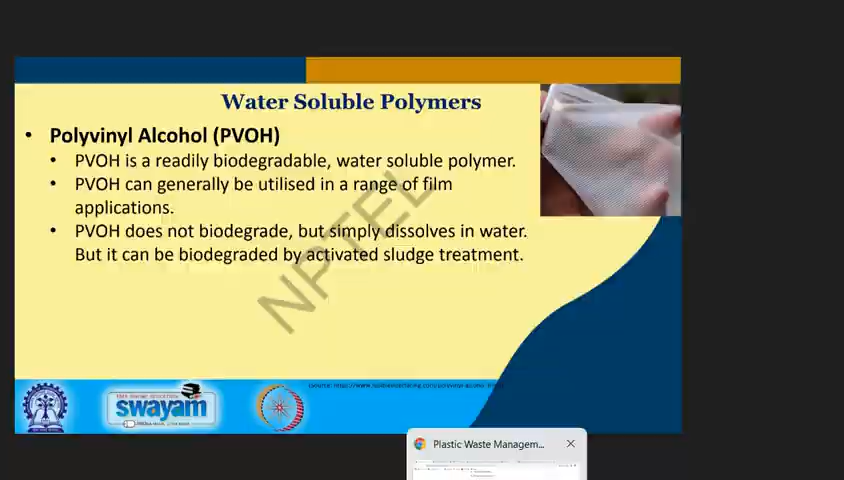 Water Soluble Polymers
• Polyvinyl Alcohol (PVOH)
• PVOH is a readily biodegradable, water soluble polymer.
• PVOH can generally be utilised in a range of film
applications.
• PVOH does not biodegrade, but simply dissolves in water.
But it can be biodegraded by activated sludge treatment.
NPTEL
swayam
Plastic Waste Managem...